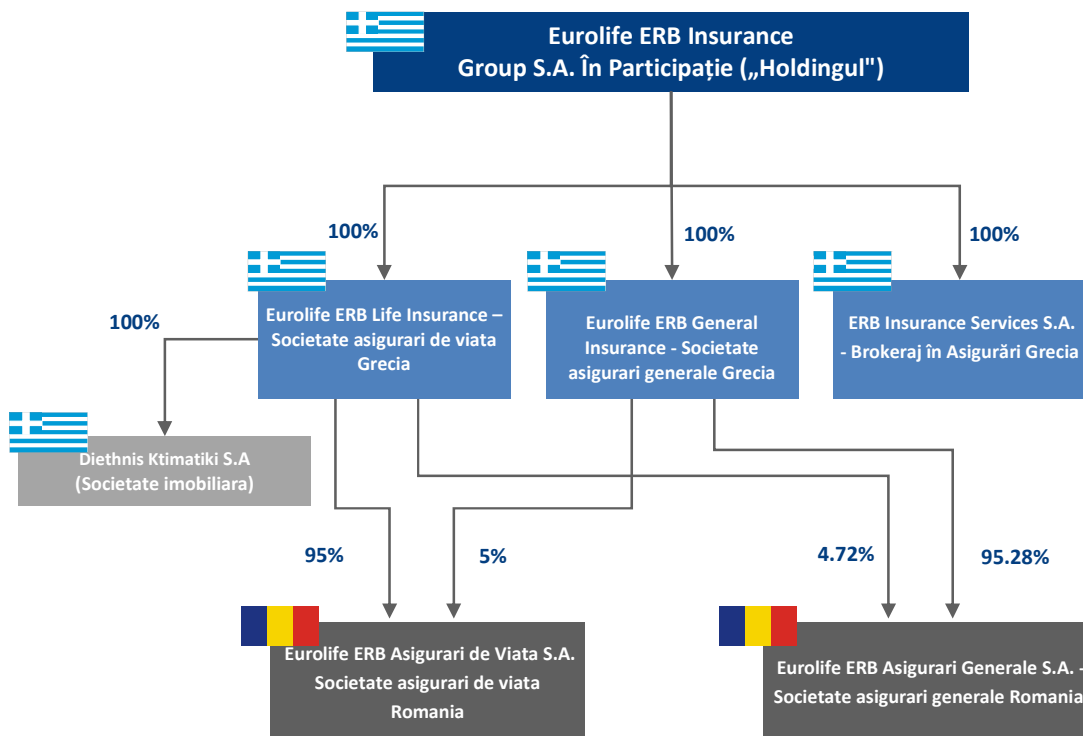 Eurolife ERB Insurance
Group S.A. În Participație („Holdingul")
100%
100%
100%
Eurolife ERB Life Insurance –
Societate asigurari de viata
Grecia
Eurolife ERB General
Insurance - Societate
asigurari generale Grecia
ERB Insurance Services S.A.
- Brokeraj în Asigurări Grecia
100%
Diethnis Ktimatiki S.A
(Societate imobiliara)
95%
5%
4.72%
95.28%
Eurolife ERB Asigurari de Viata S.A.
Societate asigurari de viata
Romania
Eurolife ERB Asigurari Generale S.A. -
Societate asigurari generale Romania